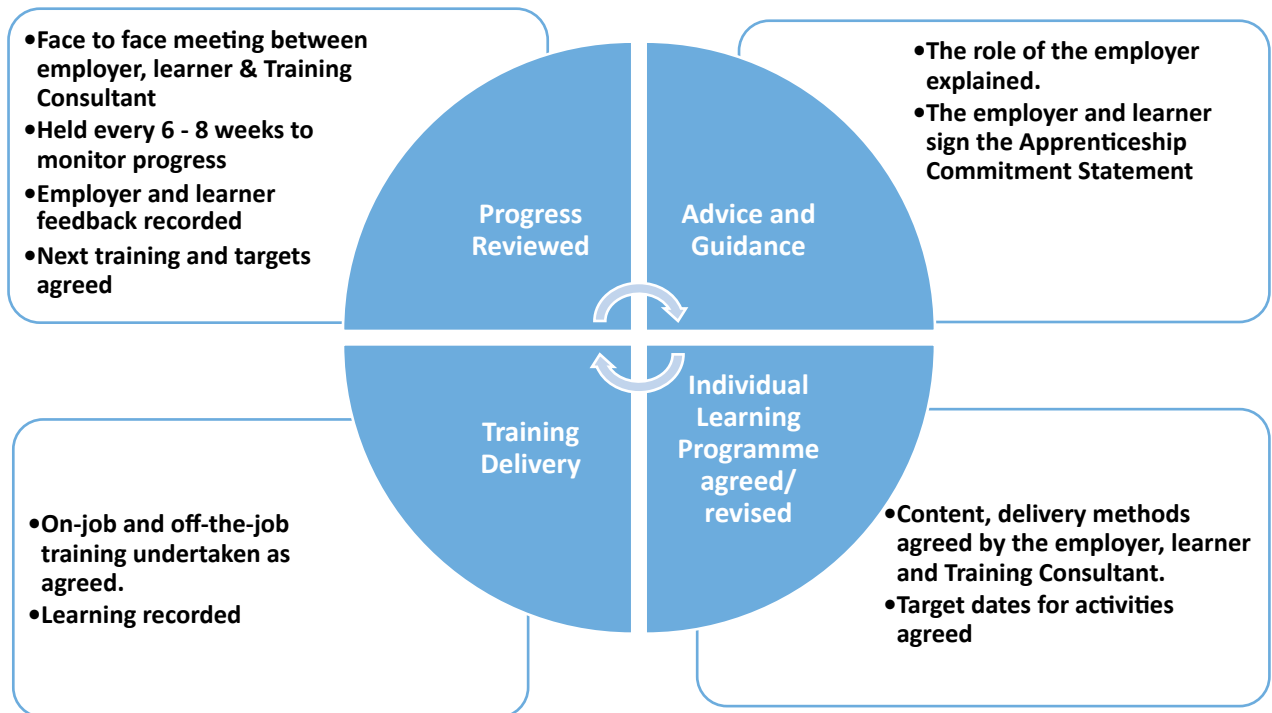 •Face to face meeting between
employer, learner & Training
Consultant
•Held every 6 - 8 weeks to
monitor progress
•Employer and learner
feedback recorded
•Next training and targets
agreed
Progress
Reviewed
Advice and
Guidance
•The role of the employer
explained.
•The employer and learner
sign the Apprenticeship
Commitment Statement
•On-job and off-the-job
training undertaken as
agreed.
•Learning recorded
Training
Delivery
Individual
Learning
Programme
agreed/
revised
•Content, delivery methods
agreed by the employer, learner
and Training Consultant.
•Target dates for activities
agreed